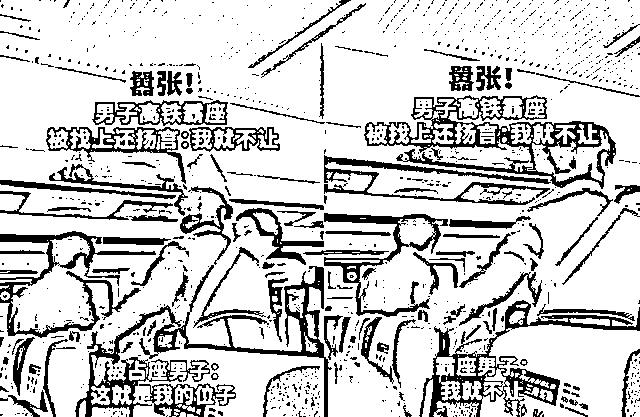 嚣张！
男子高铁霸座
被找上还扬言：我就不让
被占座男子：
这就是我的位子
嚣张！
男子高铁霸座
被找上还扬言：我就不让
霸座男子：
我就不让